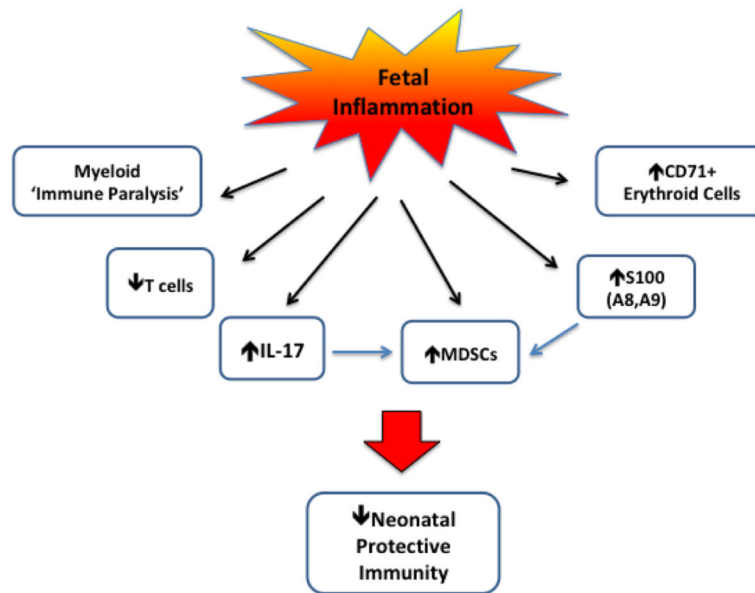 Fetal
Inflammation
Myeloid
‘Immune Paralysis’
↑CD71+
Erythroid Cells
↓T cells
↑S100
(A8,A9)
↑IL-17
↑MDSCs
↓Neonatal
Protective
Immunity